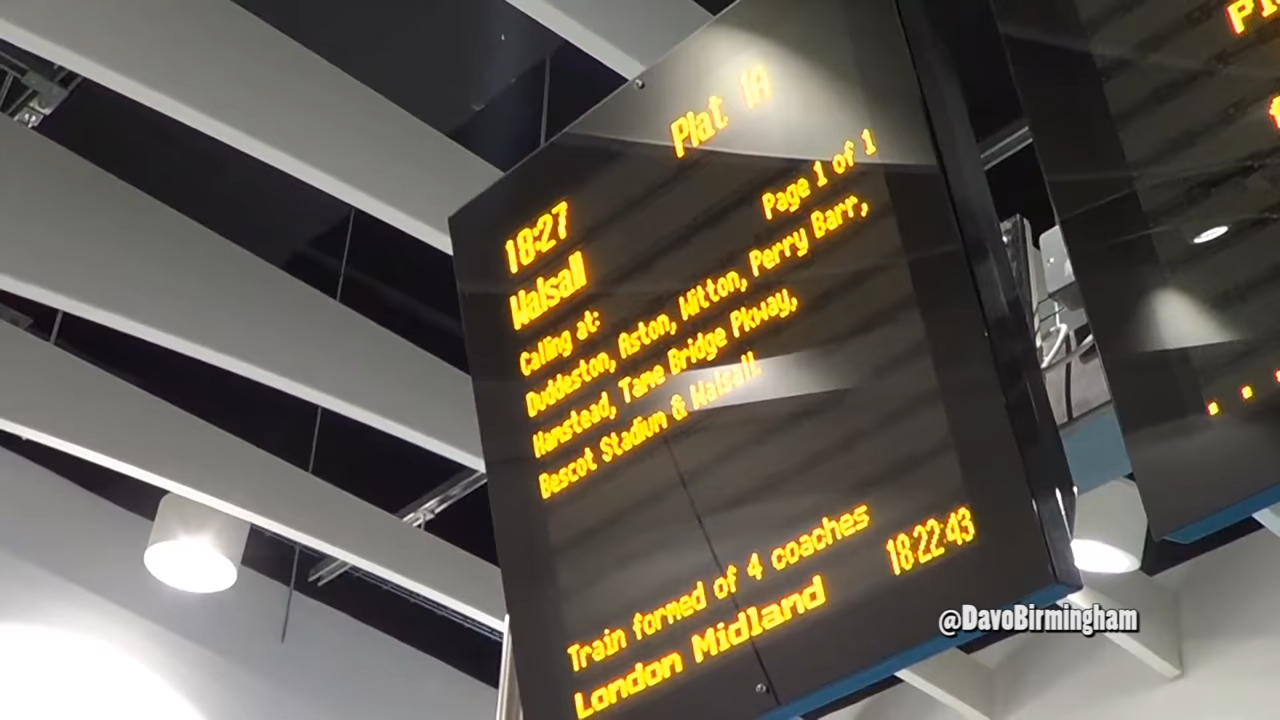 Plat 1A
18:27
Page 1 of 1
Walsall
Calling at:
Duddeston, Aston, Witton, Perry Barr,
Hamstead, Tame Bridge Pkway,
Bescot Stadium & Walsall.
Train formed of 4 coaches
London Midland
18:22:43
@DavoBirmingham